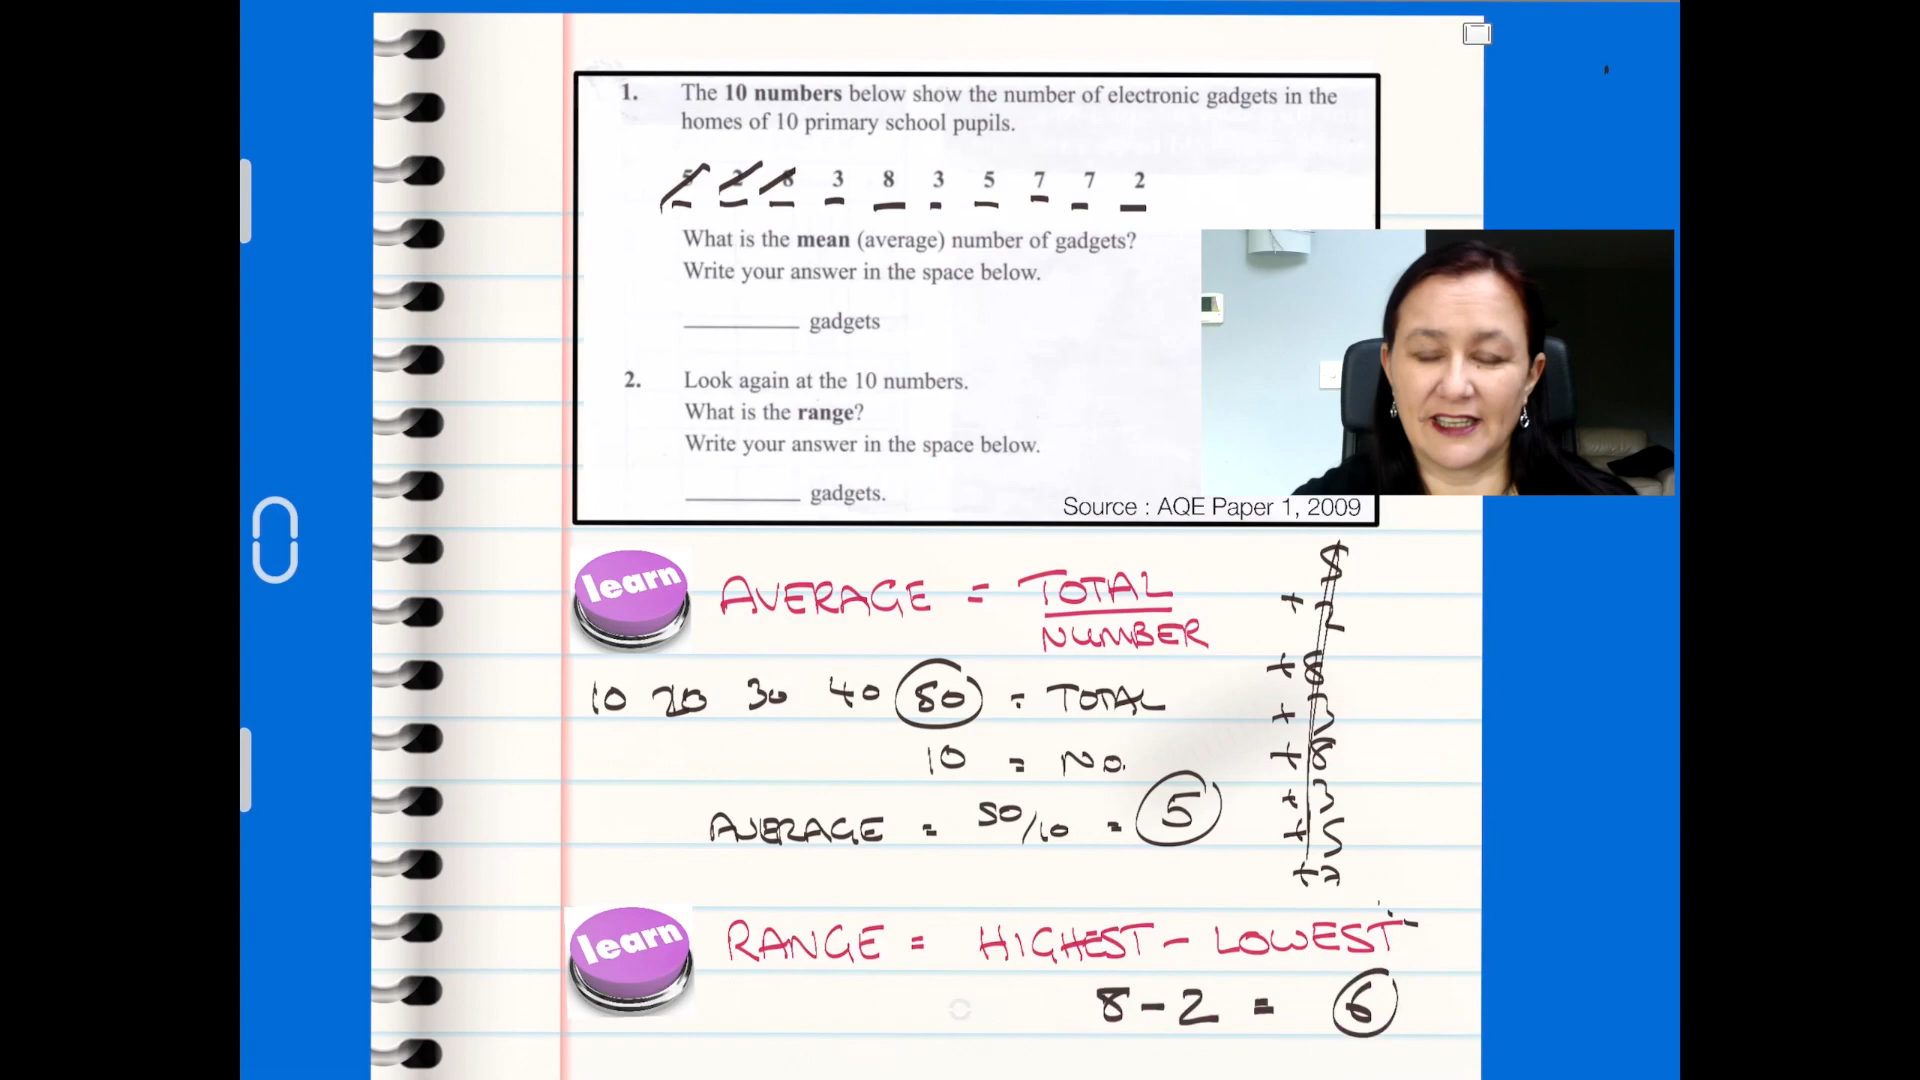 1. The 10 numbers below show the number of electronic gadgets in the
homes of 10 primary school pupils.
5 2 8 3 8 3 5 7 7 2
What is the mean (average) number of gadgets?
Write your answer in the space below.
__________ gadgets
2. Look again at the 10 numbers.
What is the range?
Write your answer in the space below.
__________ gadgets.
Source : AQE Paper 1, 2009
learn
AVERAGE = TOTAL
NUMBER
10 20 30 40 50 = TOTAL
10 = NO.
AVERAGE = 50/10 = 5
learn
RANGE = HIGHEST - LOWEST
8 - 2 = 6